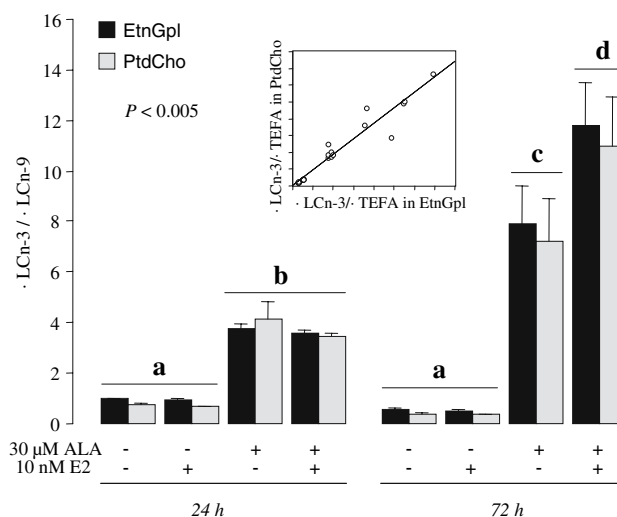 16
14
12
10
8
6
4
2
0
· LCn-3 / · LCn-9
EtnGpl
PtdCho
P < 0.005
· LCn-3/· TEFA in PtdCho
· LCn-3/· TEFA in EtnGpl
a
b
a
c
d
30 µM ALA - - + + - - + +
10 nM E2 - + - + - + - +
24 h 72 h